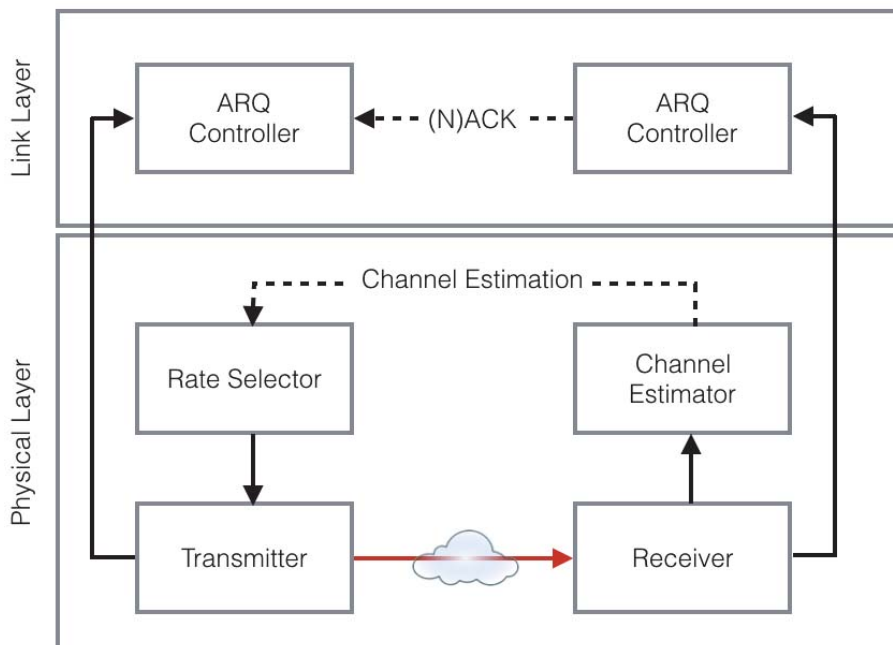 Link Layer
ARQ
Controller
(N)ACK
ARQ
Controller
Physical Layer
Channel Estimation
Rate Selector
Channel
Estimator
Transmitter
Receiver